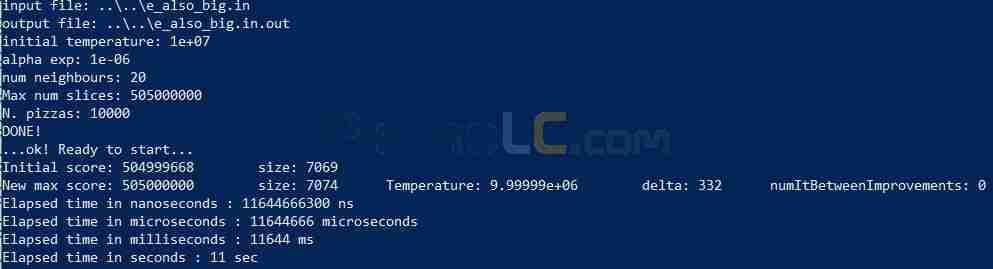 input file: ..\..\e_also_big.in
output file: ..\..\e_also_big.in.out
initial temperature: 1e+07
alpha exp: 1e-06
num neighbours: 20
Max num slices: 505000000
N. pizzas: 10000
DONE!
...ok! Ready to start...
Initial score: 504999668 size: 7069
New max score: 505000000 size: 7074 Temperature: 9.99999e+06 delta: 332 numItBetweenImprovements: 0
Elapsed time in nanoseconds : 11644666300 ns
Elapsed time in microseconds : 11644666 microseconds
Elapsed time in milliseconds : 11644 ms
Elapsed time in seconds : 11 sec